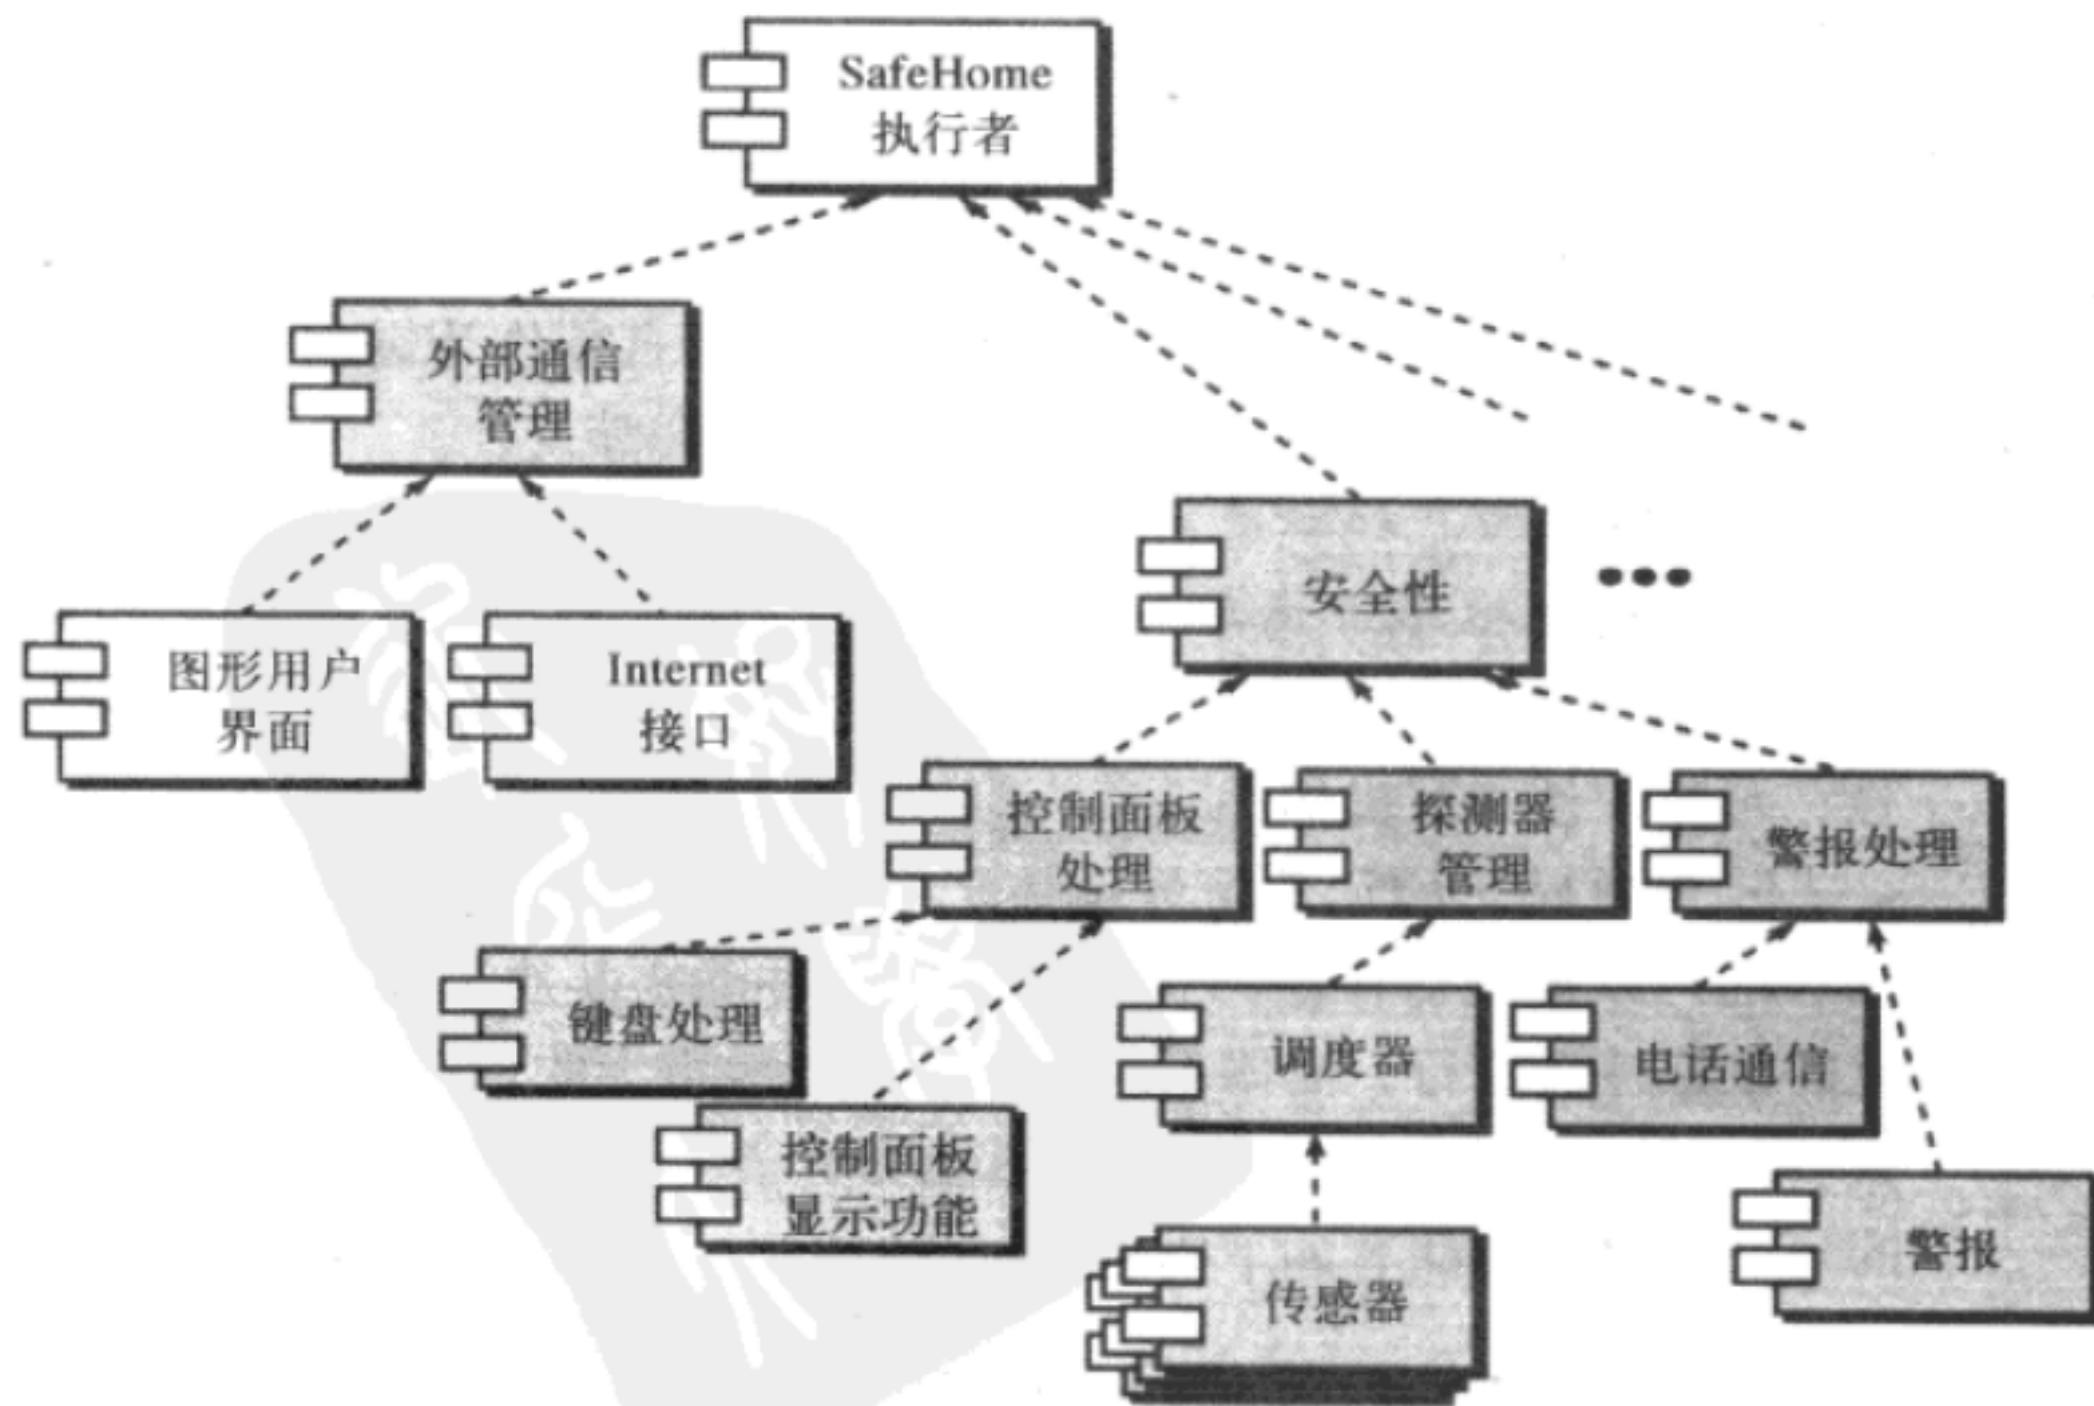 SafeHome
执行者
外部通信
管理
安全性
图形用户
界面
Internet
接口
控制面板
处理
探测器
管理
警报处理
键盘处理
调度器
电话通信
控制面板
显示功能
传感器
警报